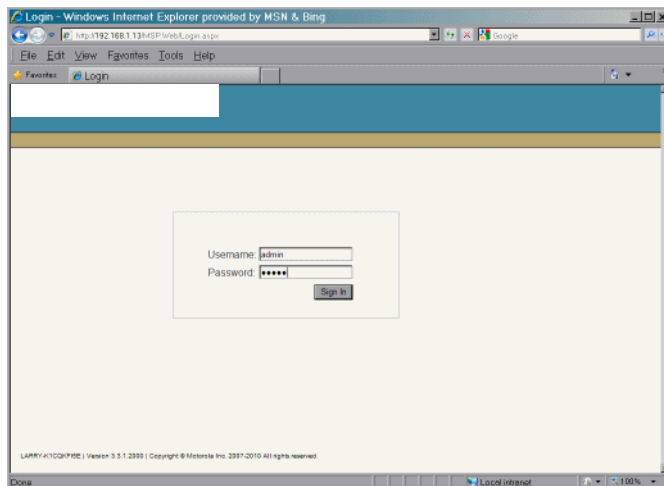 Login - Windows Internet Explorer provided by MSN & Bing
http://192.168.1.13/MSP.Web/Login.aspx
Google
File Edit View Favorites Tools Help
Favorites Login
Username: admin
Password: •••••
Sign In
Version 3.3.1.2000 | Copyright © Motorola Inc. 2007-2010 All rights reserved.
Done Local intranet 100%